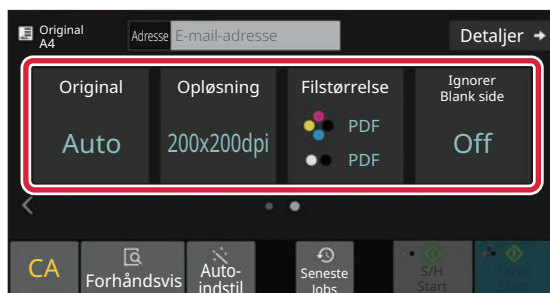 Original
A4
Adresse
E-mail-adresse
Detaljer
Original
Auto
Opløsning
200x200dpi
Filstørrelse
PDF
PDF
Ignorer
Blank side
Off
CA
Forhåndsvis
Auto-
indstil
Seneste
Jobs
S/H
Start
Farve
Start